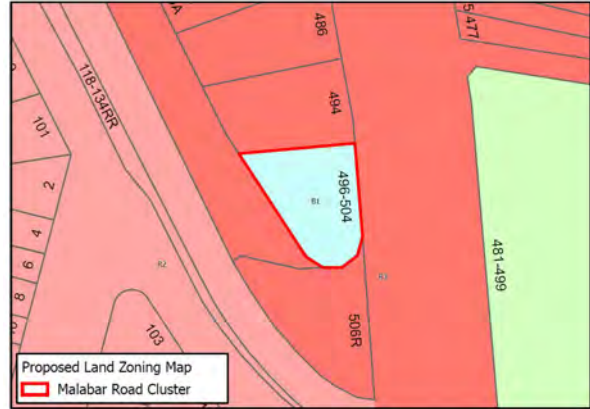 486
5 477
118-134RR
494
101
2
496-504
B1
4
R2
481-499
6
R3
8
103
506R
Proposed Land Zoning Map
Malabar Road Cluster